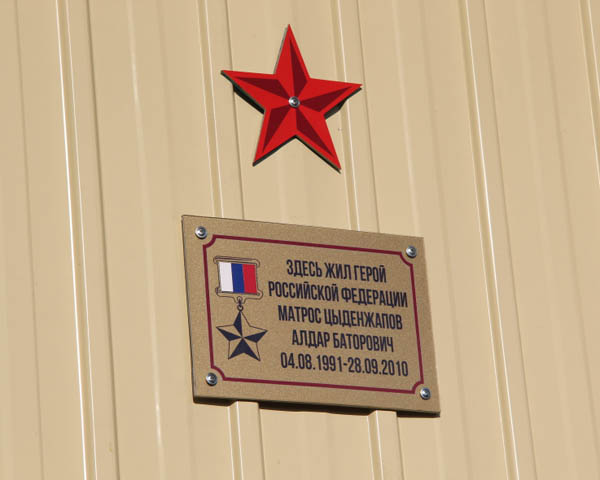 ЗДЕСЬ ЖИЛ ГЕРОЙ
РОССИЙСКОЙ ФЕДЕРАЦИИ
МАТРОС ЦЫДЕНЖАПОВ
АЛДАР БАТОРОВИЧ
04.08.1991-28.09.2010